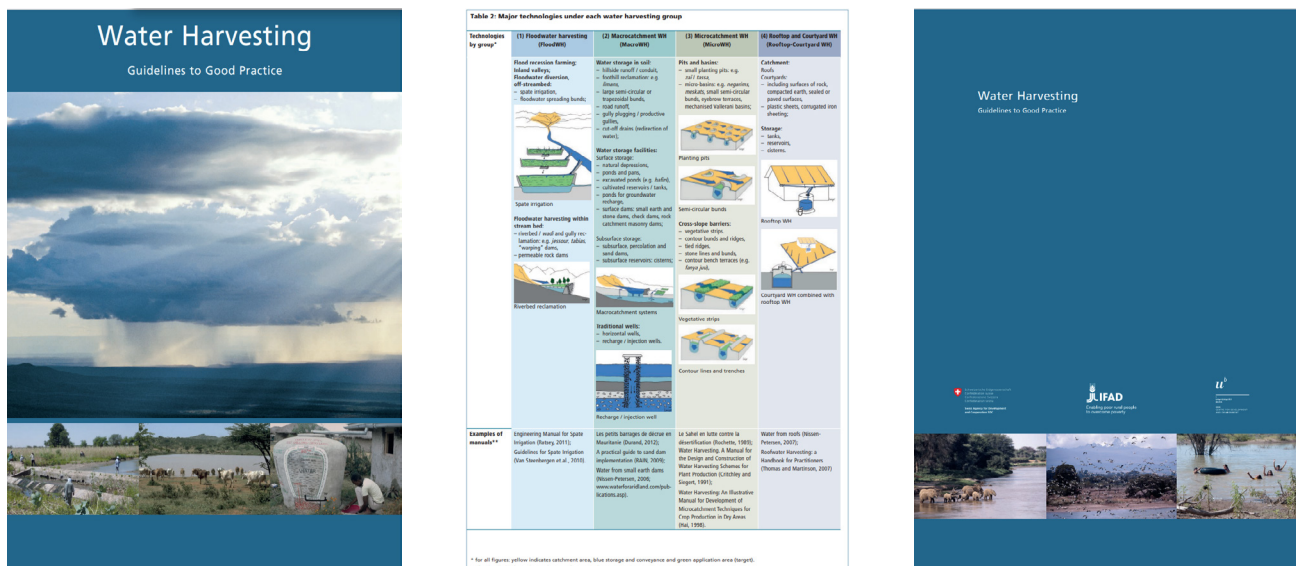 Water Harvesting
Guidelines to Good Practice
Table 2: Major technologies under each water harvesting group
Technologies
by group*
(1) Floodwater harvesting
(FloodWH)
Flood recession farming:
Inland valleys;
Floodwater diversion,
off-streambed:
– spate irrigation,
– floodwater spreading bunds;
Spate irrigation
Floodwater harvesting within
stream bed:
– riverbed / wadi and gully rec-
lamation: e.g. jessour, tabias,
"warping" dams,
– permeable rock dams
Riverbed reclamation
(2) Macrocatchment WH
(MacroWH)
Water storage in soil:
– hillside runoff / conduit,
– foothill reclamation: e.g.
limans,
– large semi-circular or
trapezoidal bunds,
– road runoff,
– gully plugging / productive
gullies,
– cut-off drains (redirection of
water);
Water storage facilities:
Surface storage:
– natural depressions,
– ponds and pans,
– excavated ponds (e.g. hafir),
– cultivated reservoirs / tanks,
– ponds for groundwater
recharge,
– surface dams: small earth and
stone dams, check dams, rock
catchment masonry dams;
Subsurface storage:
– subsurface, percolation and
sand dams,
– subsurface reservoirs: cisterns;
Macrocatchment systems
Traditional wells:
– horizontal wells,
– recharge / injection wells.
Recharge / injection well
(3) Microcatchment WH
(MicroWH)
Pits and basins:
– small planting pits: e.g.
zaï / tassa,
– micro-basins: e.g. negarims,
meskats, small semi-circular
bunds, eyebrow terraces,
mechanised Vallerani basins;
Planting pits
Semi-circular bunds
Cross-slope barriers:
– vegetative strips
– contour bunds and ridges,
– tied ridges,
– stone lines and bunds,
– contour bench terraces (e.g.
fanya juu),
Vegetative strips
Contour lines and trenches
(4) Rooftop and Courtyard WH
(Rooftop-Courtyard WH)
Catchment:
Roofs
Courtyards:
– including surfaces of rock,
compacted earth, sealed or
paved surfaces,
– plastic sheets, corrugated iron
sheeting;
Storage:
– tanks,
– reservoirs,
– cisterns.
Rooftop WH
Courtyard WH combined with
rooftop WH
Examples of
manuals**
Engineering Manual for Spate
Irrigation (Ratsey, 2011);
Guidelines for Spate Irrigation
(Van Steenbergen et.al., 2010).
Les petits barrages de décrue en
Mauritanie (Durand, 2012);
A practical guide to sand dam
implementation (RAIN, 2009);
Water from small earth dams
(Nissen-Petersen, 2006;
www.waterforaridland.com/pub-
lications.asp).
Le Sahel en lutte contre la
désertification (Rochette, 1989);
Water Harvesting. A Manual for
the Design and Construction of
Water Harvesting Schemes for
Plant Production (Critchley and
Siegert, 1991);
Water Harvesting: An Illustrative
Manual for Development of
Microcatchment Techniques for
Crop Production in Dry Areas
(Hai, 1998).
Water from roofs (Nissen-
Petersen, 2007);
Roofwater Harvesting: a
Handbook for Practitioners
(Thomas and Martinson, 2007)
* for all figures: yellow indicates catchment area, blue storage and conveyance and green application area (target).
Water Harvesting
Guidelines to Good Practice
JIFAD
Enabling poor rural people
to overcome poverty
u b